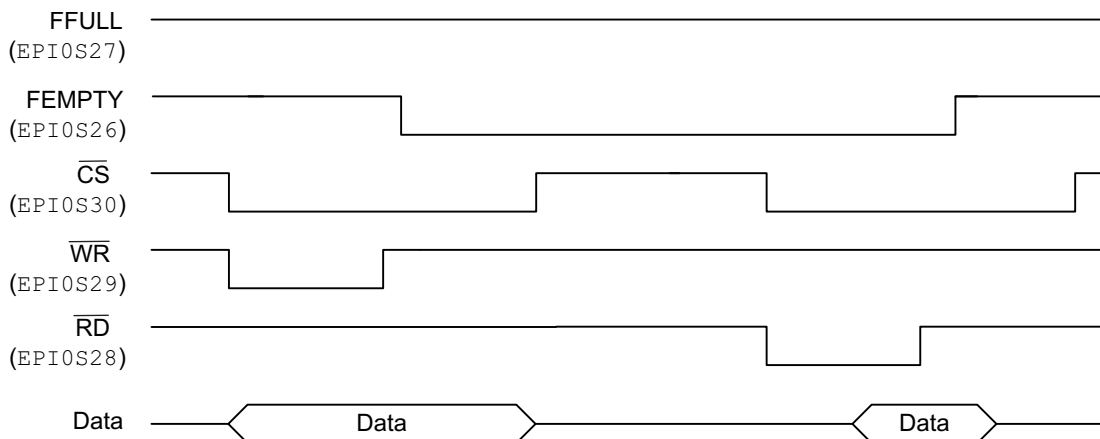 FFULL
(EPI0S27)
FEMPTY
(EPI0S26)
CS
(EPI0S30)
WR
(EPI0S29)
RD
(EPI0S28)
Data Data Data